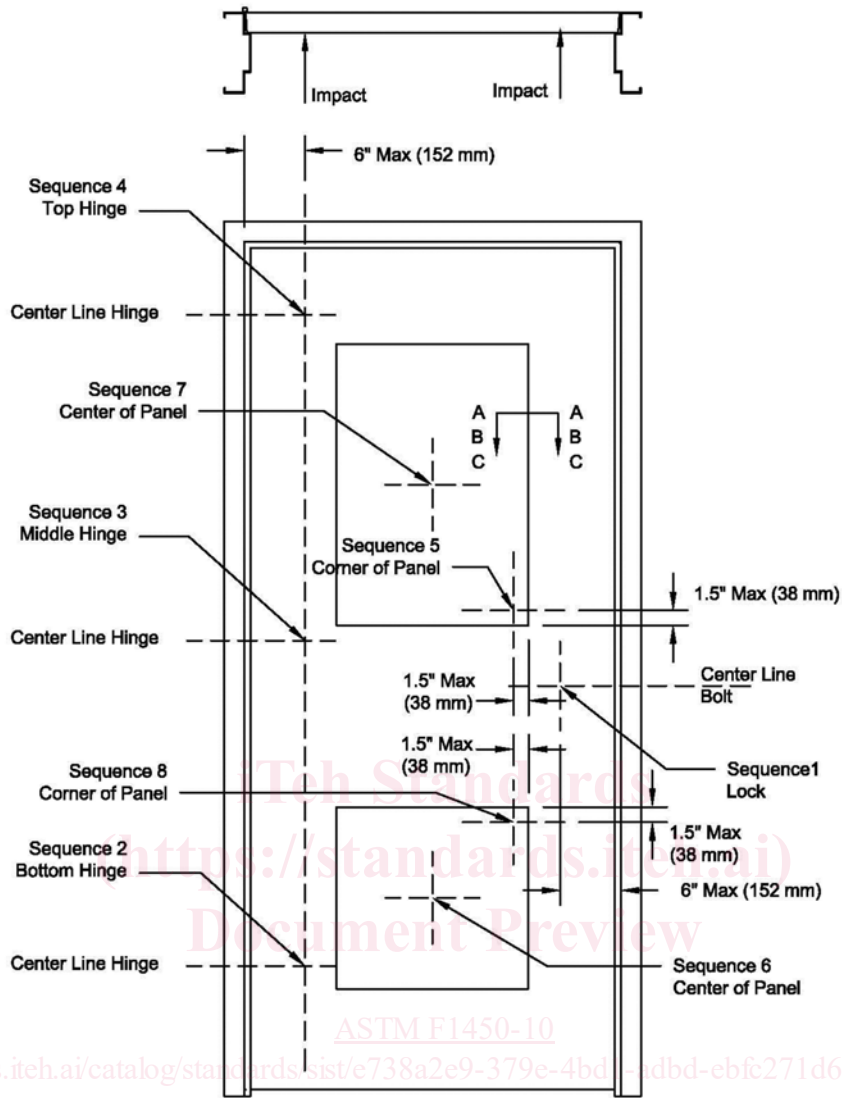 Impact
Impact
6" Max (152 mm)
Sequence 4
Top Hinge
Center Line Hinge
Sequence 7
Center of Panel
A A
B B
C C
Sequence 3
Middle Hinge
Sequence 5
Corner of Panel
1.5" Max (38 mm)
Center Line Hinge
1.5" Max
(38 mm)
Center Line
Bolt
1.5" Max
(38 mm)
Sequence 8
Corner of Panel
Sequence1
Lock
iTeh Standards
1.5" Max
(38 mm)
Sequence 2
Bottom Hinge
(https://standards.iteh.ai)
6" Max (152 mm)
Document Preview
Center Line Hinge
Sequence 6
Center of Panel
ASTM F1450-10
s.iteh.ai/catalog/standards/sist/e738a2e9-379e-4bd1-adbd-ebfc271d6